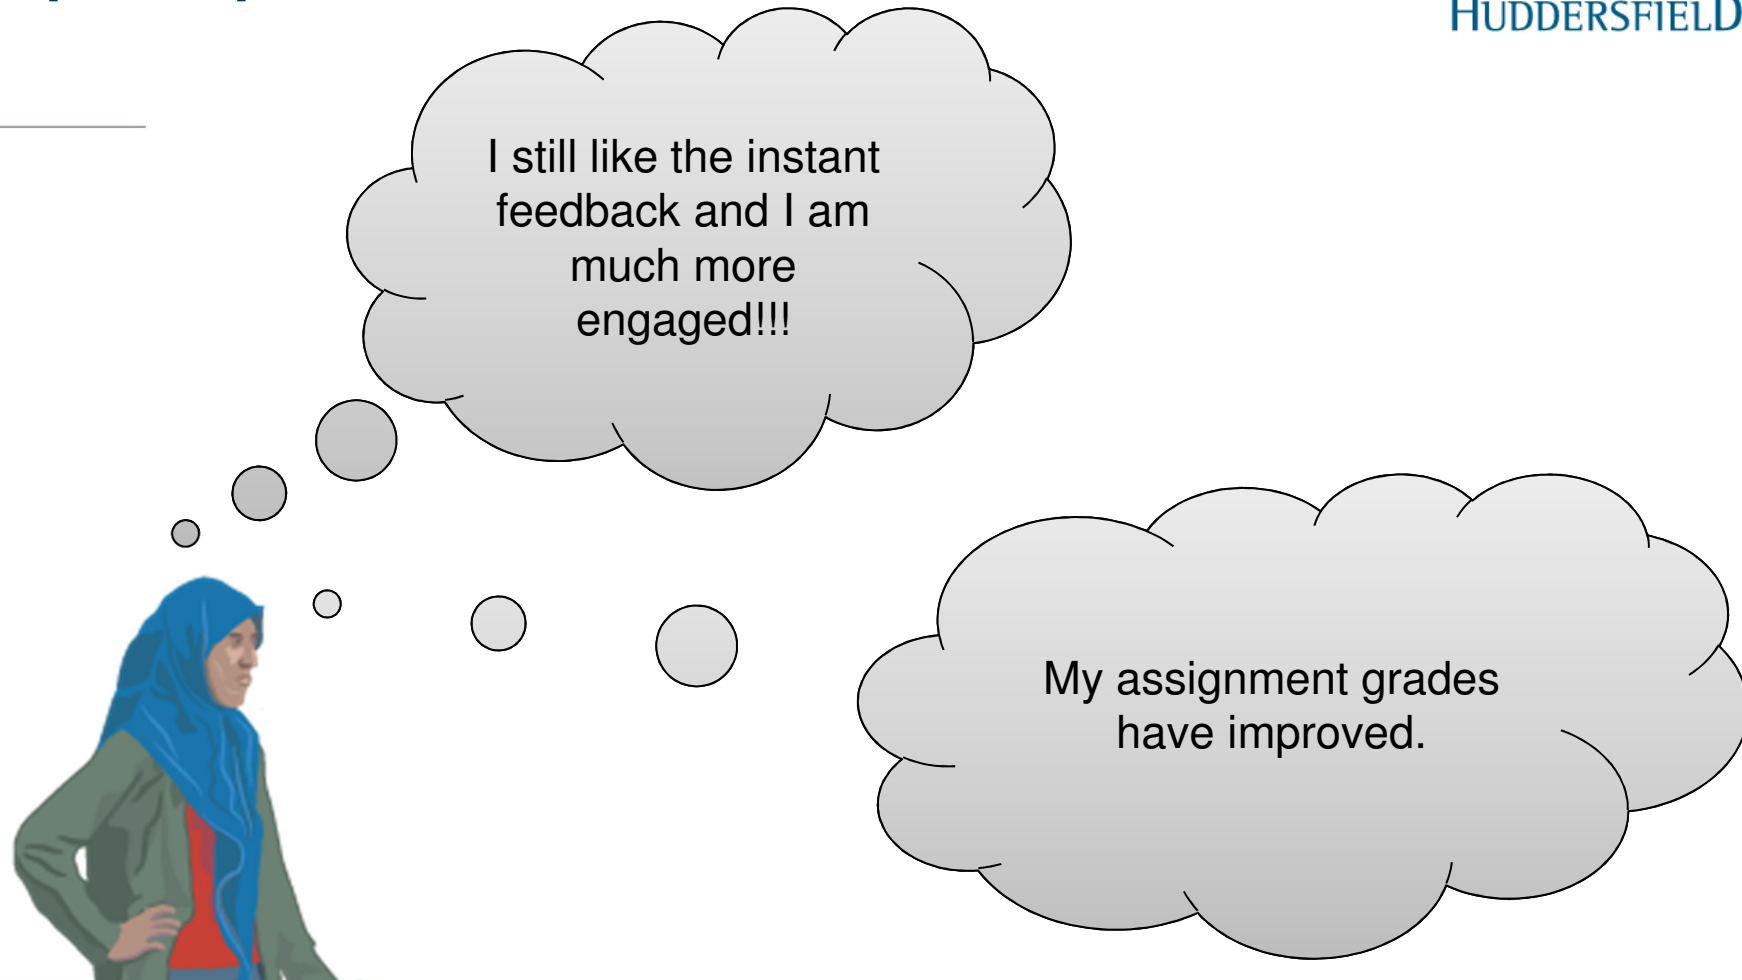 HUDDERSFIELD
I still like the instant
feedback and I am
much more
engaged!!!
My assignment grades
have improved.